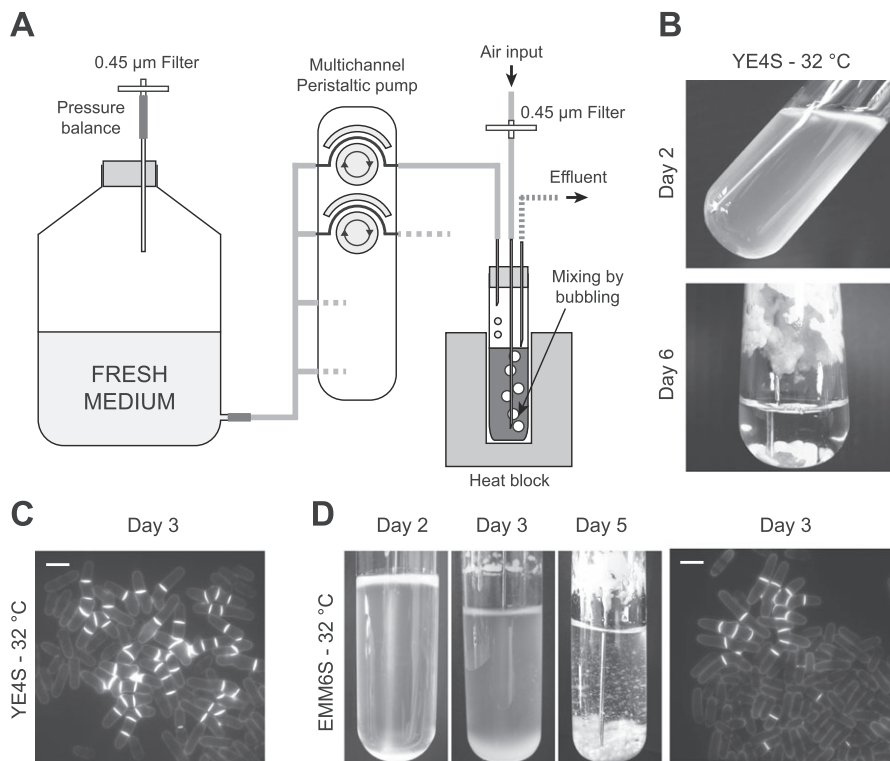 A
0.45 µm Filter
Pressure
balance
Multichannel
Peristaltic pump
Air input
0.45 µm Filter
Effluent
Mixing by
bubbling
FRESH
MEDIUM
Heat block
B
YE4S - 32 °C
Day 2
Day 6
C
Day 3
YE4S - 32 °C
D
Day 2
Day 3
Day 5
Day 3
EMM6S - 32 °C